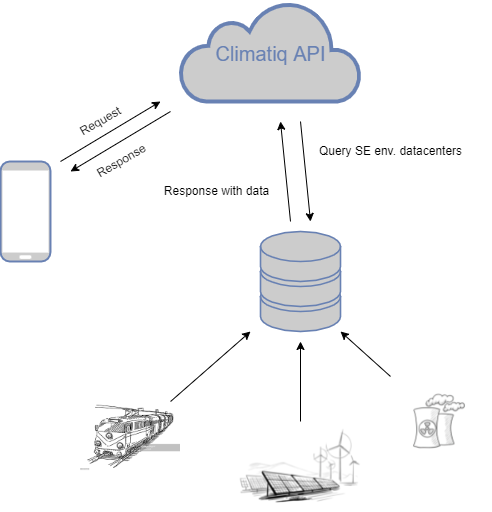 Climatiq API
Request
Response
Query SE env. datacenters
Response with data